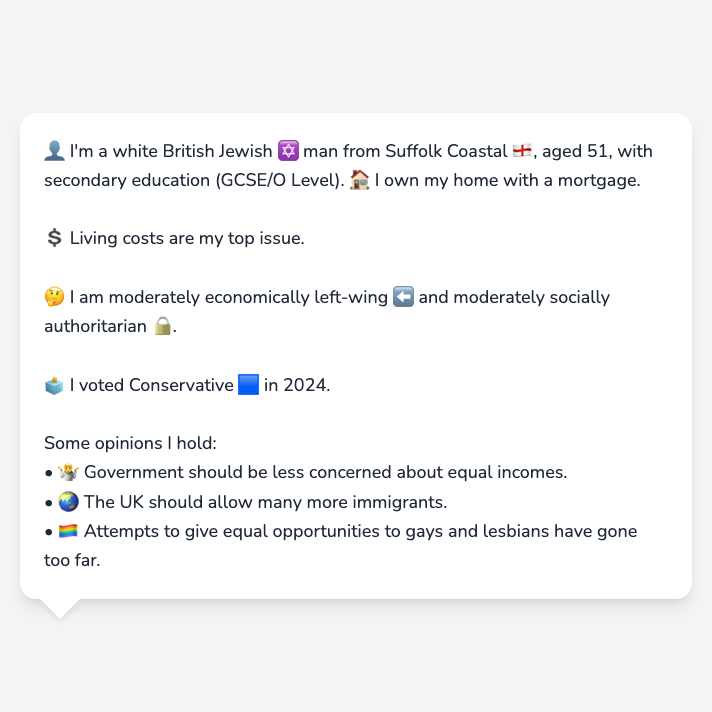 👤 I'm a white British Jewish ✡️ man from Suffolk Coastal 🏴󠁧󠁢󠁥󠁮󠁧󠁿, aged 51, with
secondary education (GCSE/O Level). 🏠 I own my home with a mortgage.
💲 Living costs are my top issue.
🤔 I am moderately economically left-wing ⬅️ and moderately socially
authoritarian 🔒.
🗳️ I voted Conservative 🟦 in 2024.
Some opinions I hold:
• 🤷 Government should be less concerned about equal incomes.
• 🌏 The UK should allow many more immigrants.
• 🏳️‍🌈 Attempts to give equal opportunities to gays and lesbians have gone
too far.